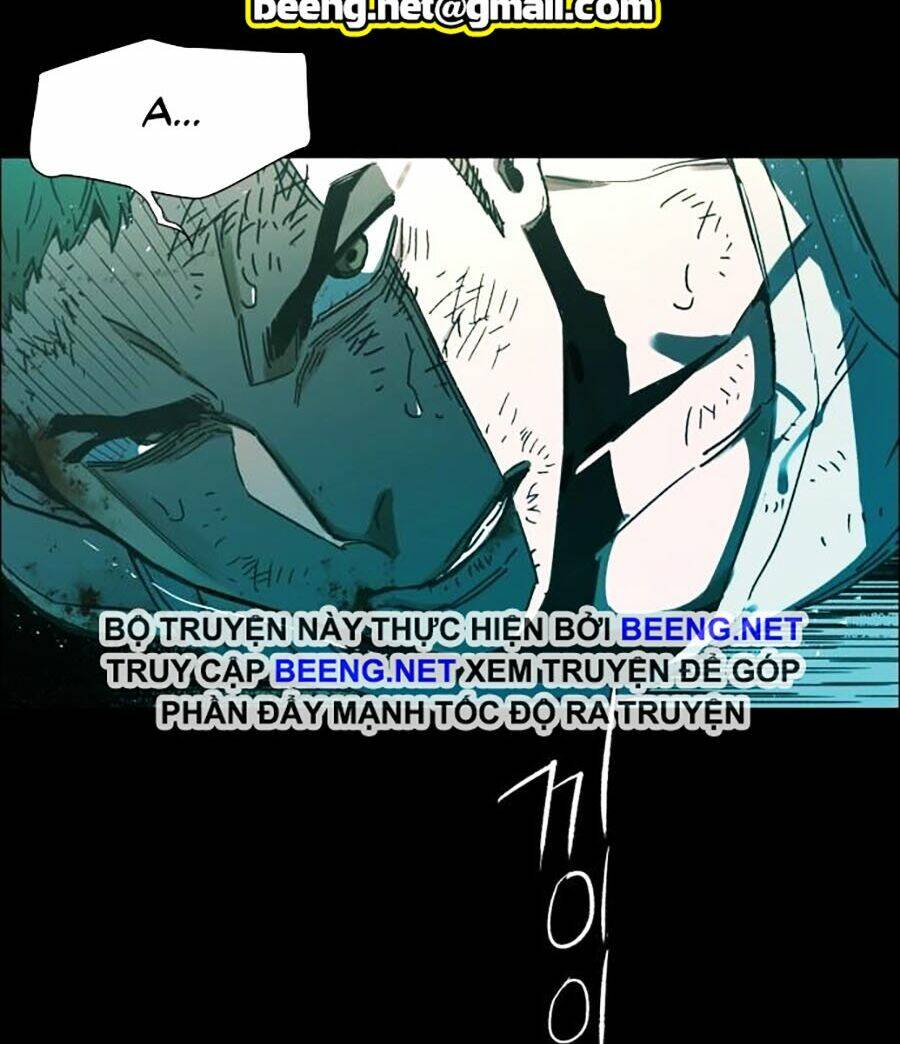 beeng.net@gmail.com
A...
BỘ TRUYỆN NÀY THỰC HIỆN BỞI BEENG.NET
TRUY CẬP BEENG.NET XEM TRUYỆN ĐỂ GÓP
PHẦN ĐẨY MẠNH TỐC ĐỘ RA TRUYỆN
끼
이
이